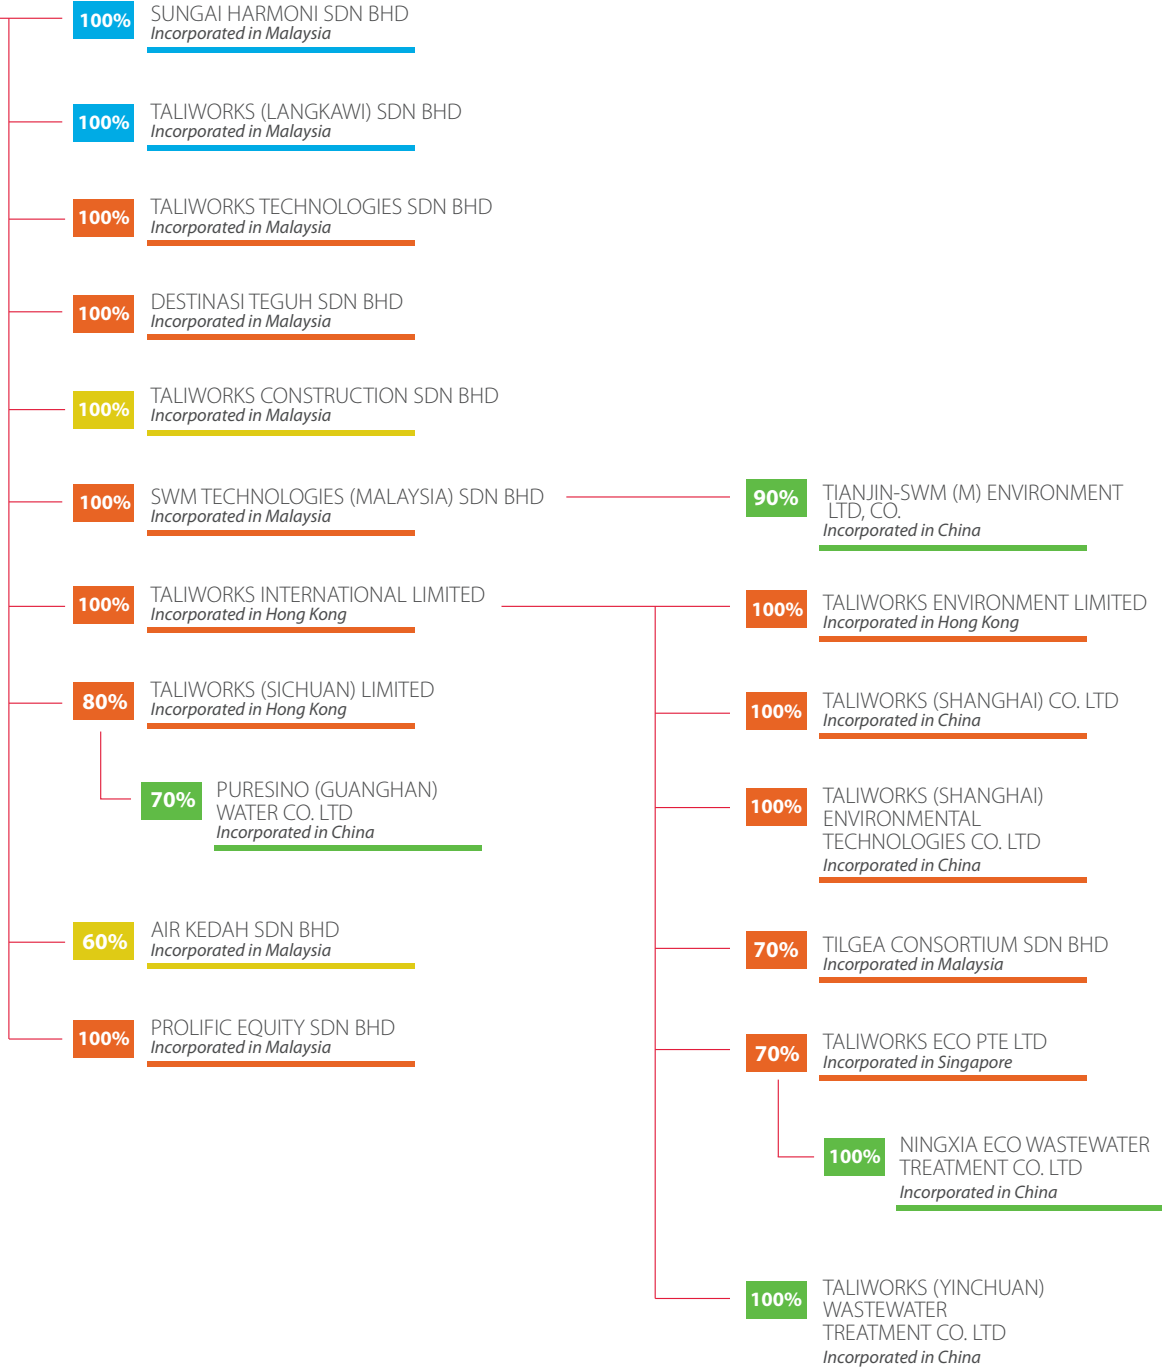 100%
SUNGAI HARMONI SDN BHD
Incorporated in Malaysia
100%
TALIWORKS (LANGKAWI) SDN BHD
Incorporated in Malaysia
100%
TALIWORKS TECHNOLOGIES SDN BHD
Incorporated in Malaysia
100%
DESTINASI TEGUH SDN BHD
Incorporated in Malaysia
100%
TALIWORKS CONSTRUCTION SDN BHD
Incorporated in Malaysia
100%
SWM TECHNOLOGIES (MALAYSIA) SDN BHD
Incorporated in Malaysia
90%
TIANJIN-SWM (M) ENVIRONMENT
LTD, CO.
Incorporated in China
100%
TALIWORKS INTERNATIONAL LIMITED
Incorporated in Hong Kong
100%
TALIWORKS ENVIRONMENT LIMITED
Incorporated in Hong Kong
100%
TALIWORKS (SHANGHAI) CO. LTD
Incorporated in China
100%
TALIWORKS (SHANGHAI)
ENVIRONMENTAL
TECHNOLOGIES CO. LTD
Incorporated in China
70%
TILGEA CONSORTIUM SDN BHD
Incorporated in Malaysia
70%
TALIWORKS ECO PTE LTD
Incorporated in Singapore
100%
NINGXIA ECO WASTEWATER
TREATMENT CO. LTD
Incorporated in China
100%
TALIWORKS (YINCHUAN)
WASTEWATER
TREATMENT CO. LTD
Incorporated in China
80%
TALIWORKS (SICHUAN) LIMITED
Incorporated in Hong Kong
70%
PURESINO (GUANGHAN)
WATER CO. LTD
Incorporated in China
60%
AIR KEDAH SDN BHD
Incorporated in Malaysia
100%
PROLIFIC EQUITY SDN BHD
Incorporated in Malaysia